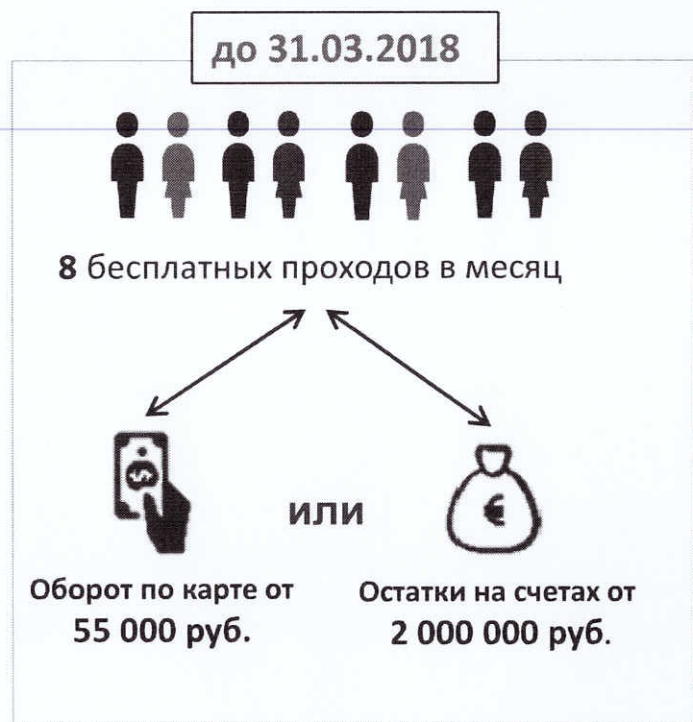 до 31.03.2018
8 бесплатных проходов в месяц
$
или
€
Оборот по карте от
55 000 руб.
Остатки на счетах от
2 000 000 руб.